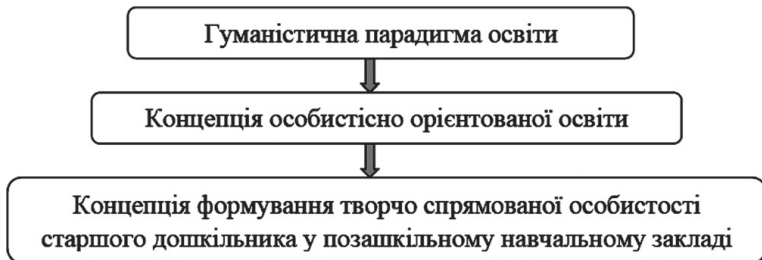 Гуманістична парадигма освіти
Концепція особистісно орієнтованої освіти
Концепція формування творчо спрямованої особистості
старшого дошкільника у позашкільному навчальному закладі